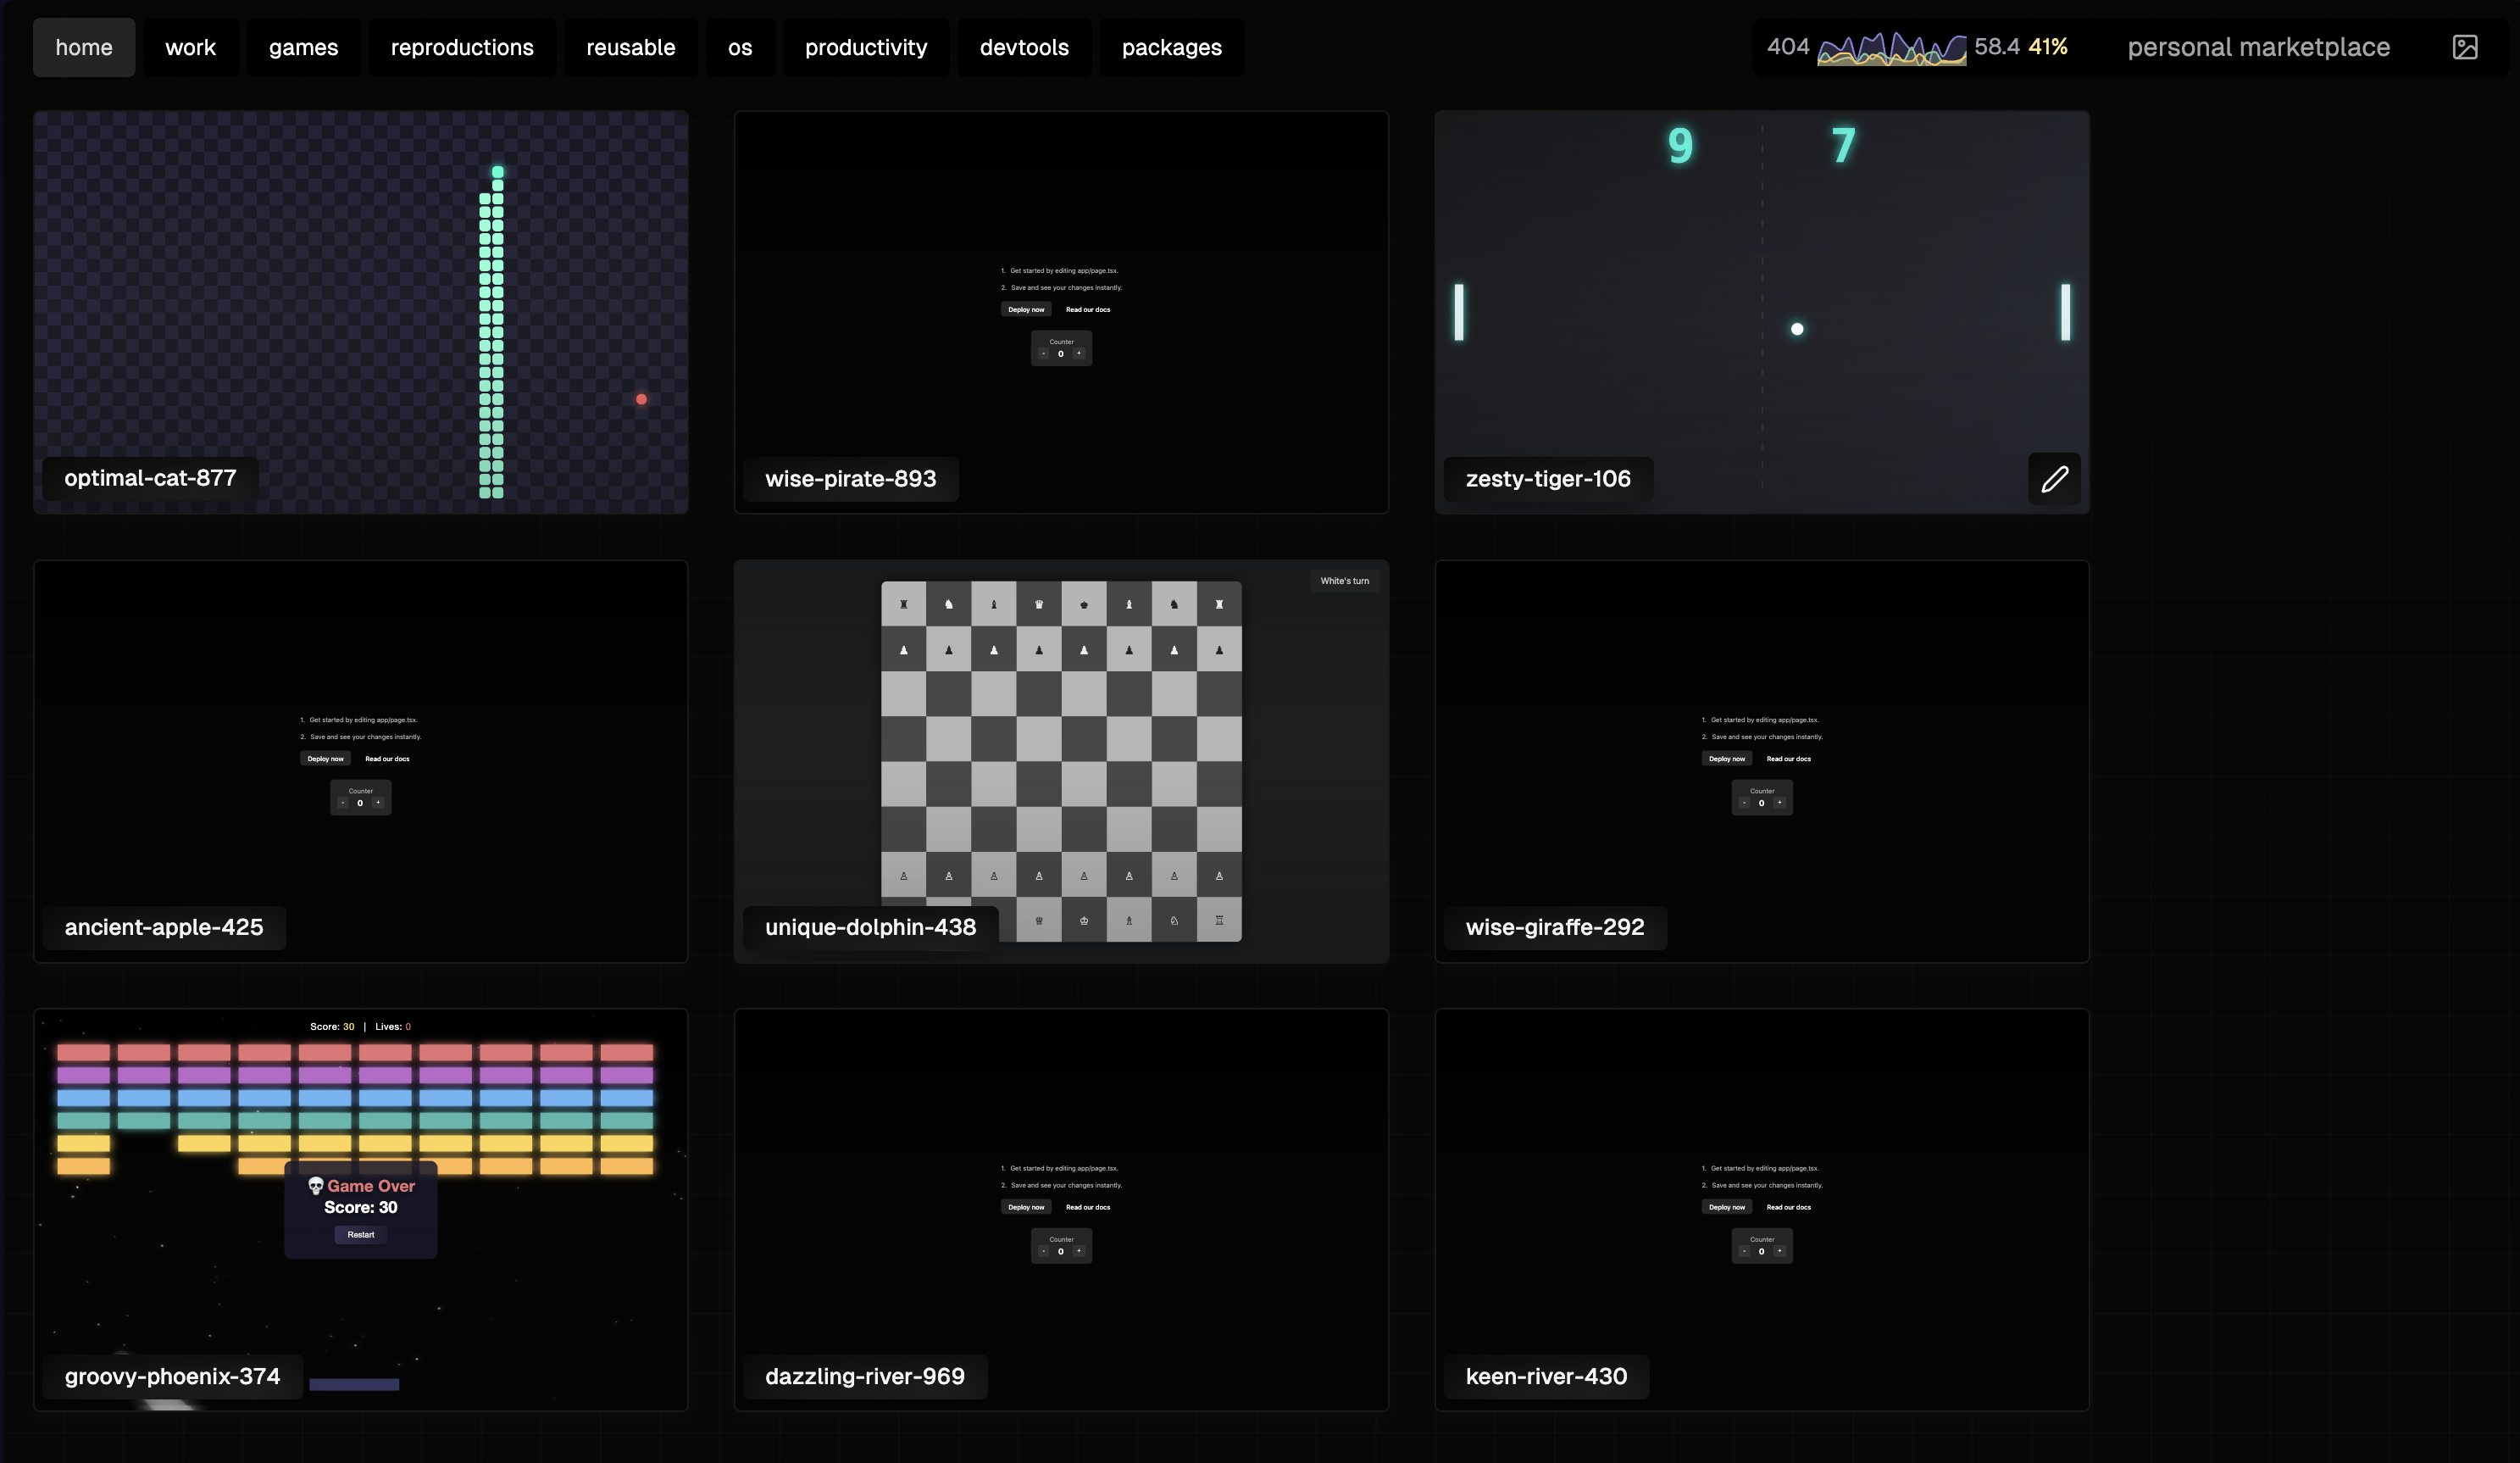 home work games reproductions reusable os productivity devtools packages 404 58.4 41% personal marketplace
optimal-cat-877
1. Get started by editing app/page.tsx.
2. Save and see your changes instantly.
Deploy now Read our docs
Counter
- 0 +
wise-pirate-893
9 7
zesty-tiger-106
1. Get started by editing app/page.tsx.
2. Save and see your changes instantly.
Deploy now Read our docs
Counter
- 0 +
ancient-apple-425
White's turn
unique-dolphin-438
1. Get started by editing app/page.tsx.
2. Save and see your changes instantly.
Deploy now Read our docs
Counter
- 0 +
wise-giraffe-292
Score: 30 | Lives: 0
Game Over
Score: 30
Restart
groovy-phoenix-374
1. Get started by editing app/page.tsx.
2. Save and see your changes instantly.
Deploy now Read our docs
Counter
- 0 +
dazzling-river-969
1. Get started by editing app/page.tsx.
2. Save and see your changes instantly.
Deploy now Read our docs
Counter
- 0 +
keen-river-430